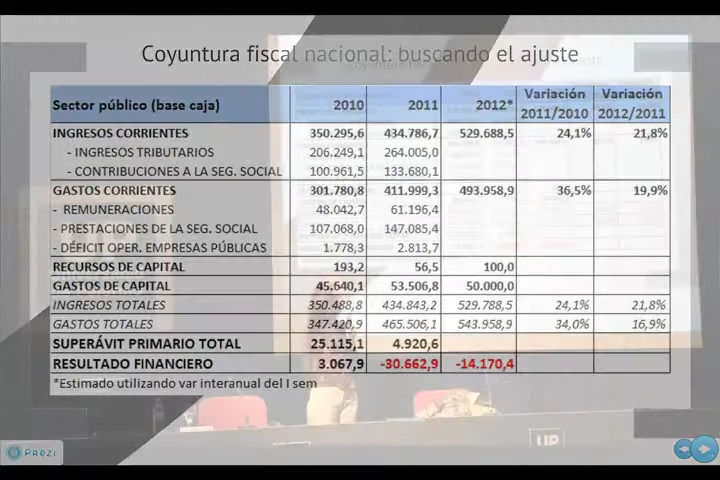 Coyuntura fiscal nacional: buscando el ajuste
Sector público (base caja) 2010 2011 2012* Variación 2011/2010 Variación 2012/2011
INGRESOS CORRIENTES 350.295,6 434.786,7 529.688,5 24,1% 21,8%
- INGRESOS TRIBUTARIOS 206.249,1 264.005,0
- CONTRIBUCIONES A LA SEG. SOCIAL 100.961,5 133.680,1
GASTOS CORRIENTES 301.780,8 411.999,3 493.958,9 36,5% 19,9%
- REMUNERACIONES 48.042,7 61.196,4
- PRESTACIONES DE LA SEG. SOCIAL 107.068,0 147.085,4
- DÉFICIT OPER. EMPRESAS PÚBLICAS 1.778,3 2.813,7
RECURSOS DE CAPITAL 193,2 56,5 100,0
GASTOS DE CAPITAL 45.640,1 53.506,8 50.000,0
INGRESOS TOTALES 350.488,8 434.843,2 529.788,5 24,1% 21,8%
GASTOS TOTALES 347.420,9 465.506,1 543.958,9 34,0% 16,9%
SUPERÁVIT PRIMARIO TOTAL 25.115,1 4.920,6
RESULTADO FINANCIERO 3.067,9 -30.662,9 -14.170,4
*Estimado utilizando var interanual del I sem
UP
Prezi